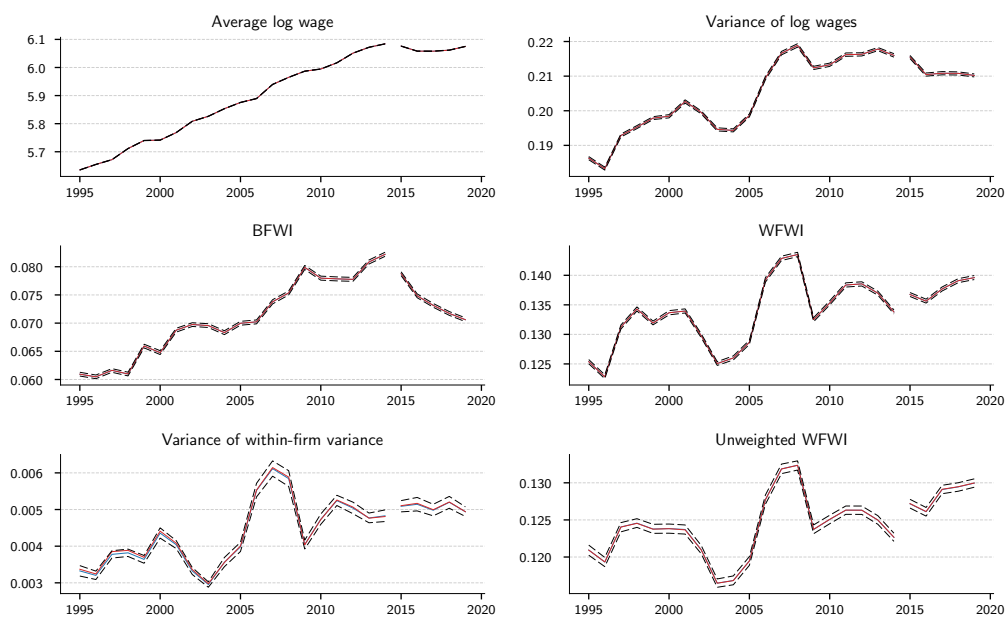 Average log wage
6.1
6.0
5.9
5.8
5.7
1995 2000 2005 2010 2015 2020
Variance of log wages
0.22
0.21
0.20
0.19
1995 2000 2005 2010 2015 2020
BFWI
0.080
0.075
0.070
0.065
0.060
1995 2000 2005 2010 2015 2020
WFWI
0.140
0.135
0.130
0.125
1995 2000 2005 2010 2015 2020
Variance of within-firm variance
0.006
0.005
0.004
0.003
1995 2000 2005 2010 2015 2020
Unweighted WFWI
0.130
0.125
0.120
1995 2000 2005 2010 2015 2020